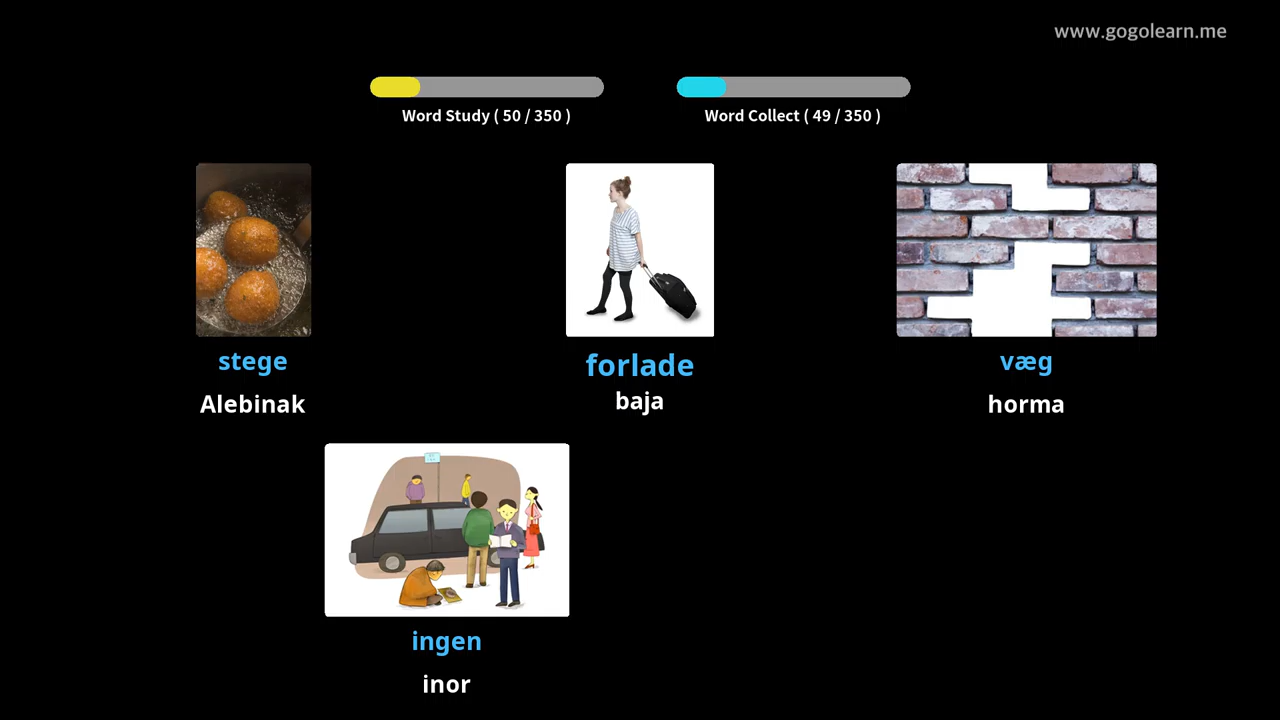 www.gogolearn.me
Word Study ( 50 / 350 )
Word Collect ( 49 / 350 )
stege
Alebinak
forlade
baja
væg
horma
ingen
inor